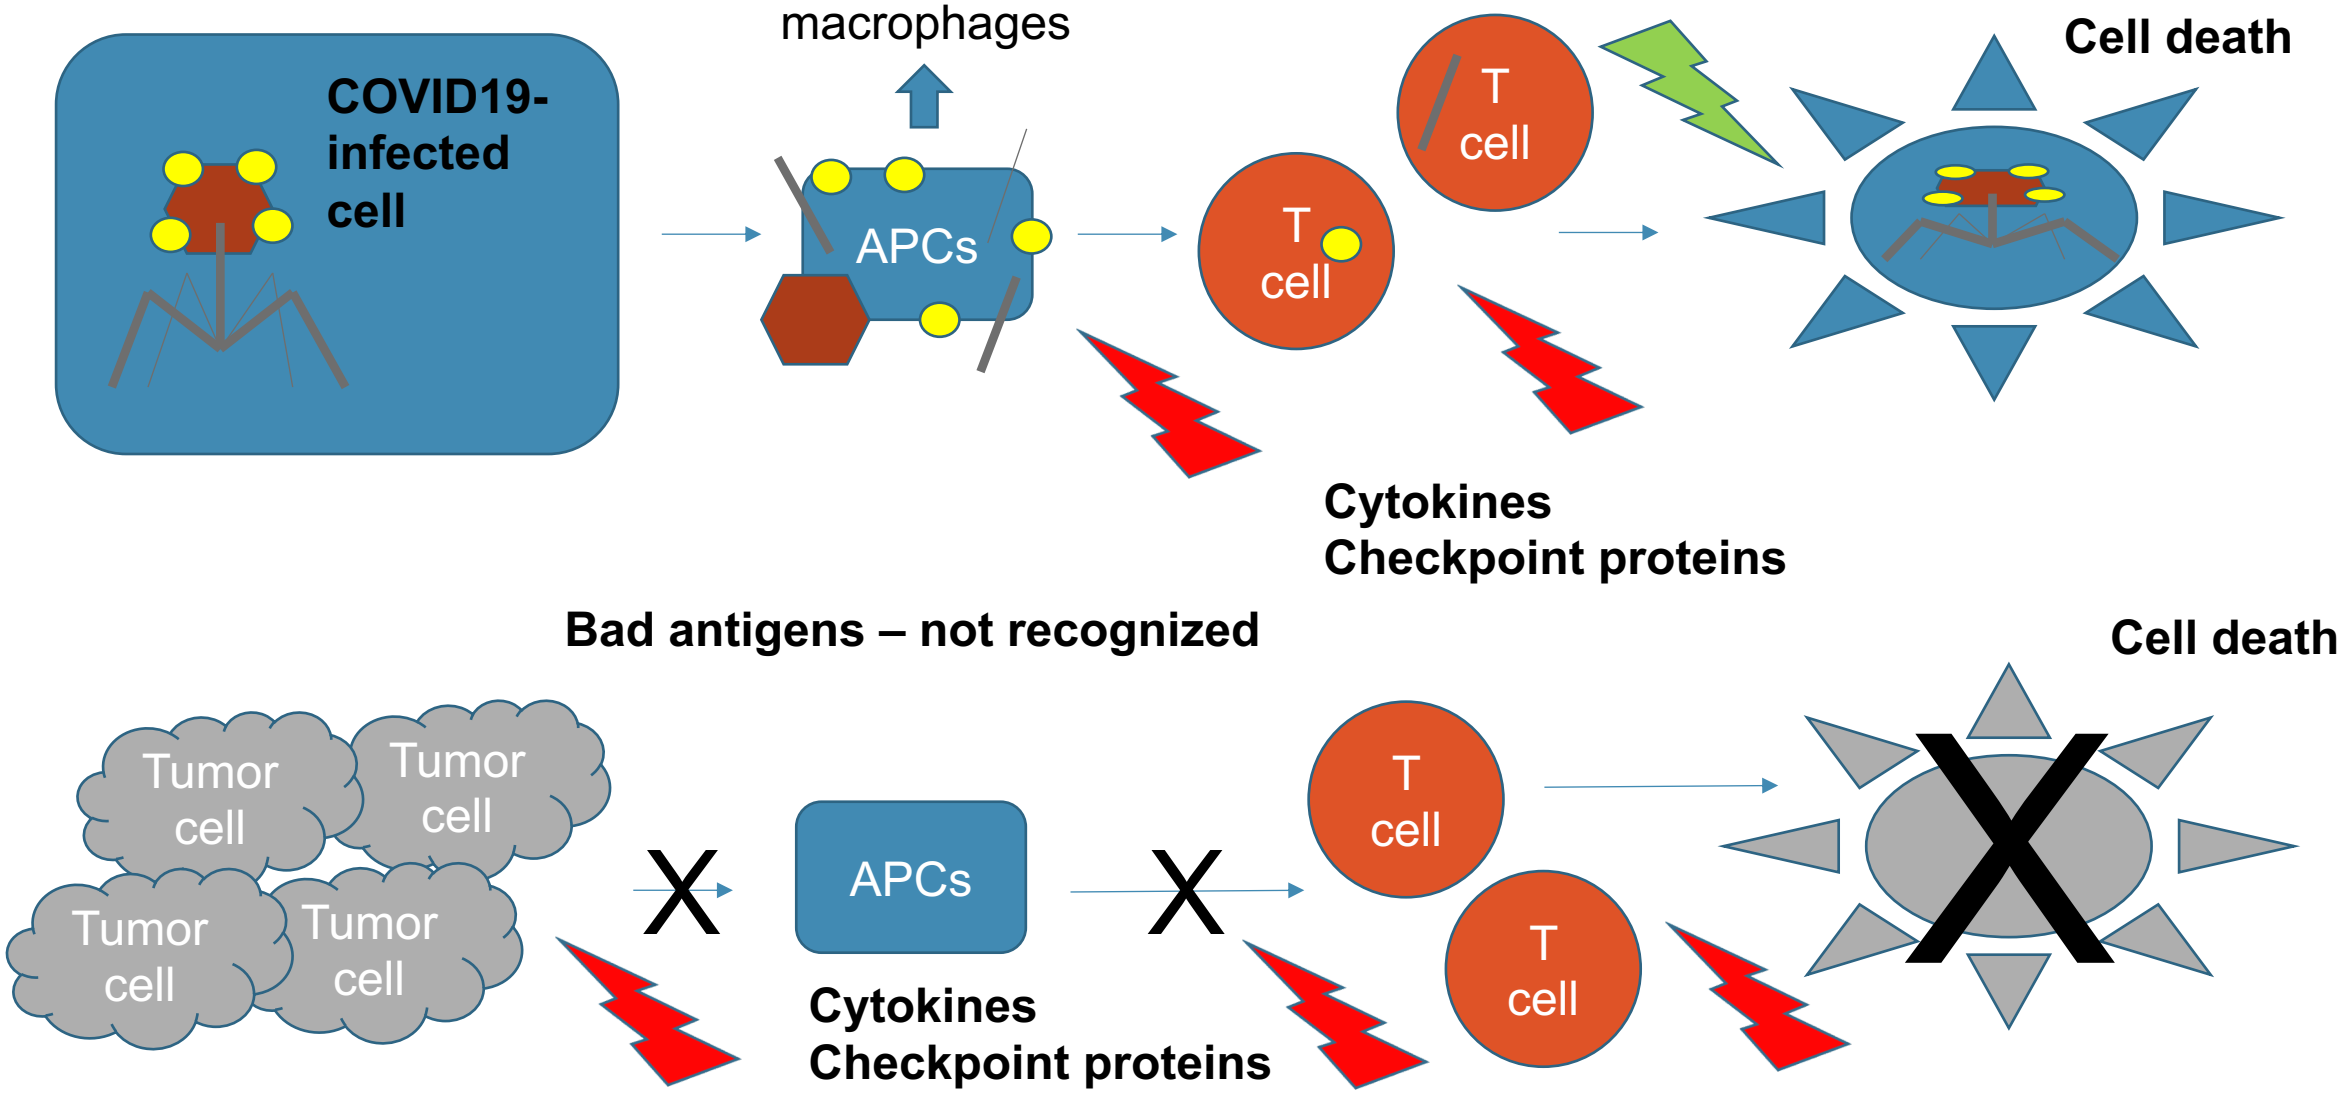 macrophages
Cell death
COVID19-
infected
cell
APCs
T
cell
T
cell
Cytokines
Checkpoint proteins
Bad antigens – not recognized
Cell death
Tumor
cell
Tumor
cell
Tumor
cell
Tumor
cell
X
APCs
X
T
cell
T
cell
X
Cytokines
Checkpoint proteins